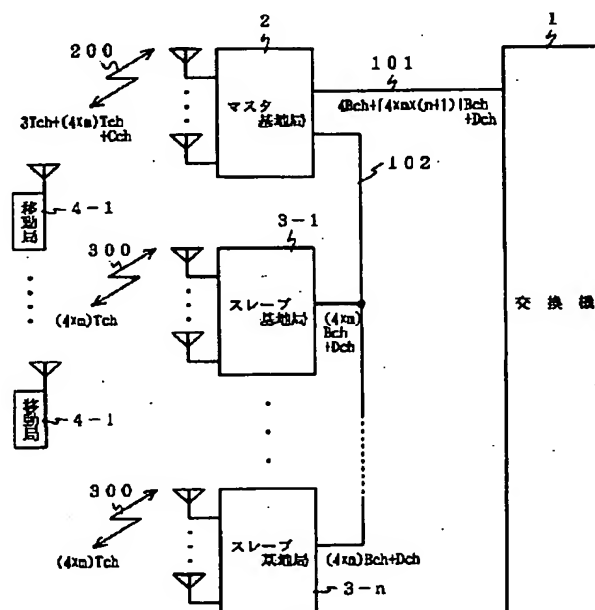 2
1
200
101
マスタ
基地局
4Bch+{4×m×(n+1)}Bch
+Dch
3Tch+(4×m)Tch
+Cch
102
移動局
4-1
3-1
300
スレーブ
基地局
(4×m)
Bch
+Dch
(4×m)Tch
交 換 機
移動局
4-1
300
スレーブ
基地局
(4×m)Tch
(4×m)Bch+Dch
3-n